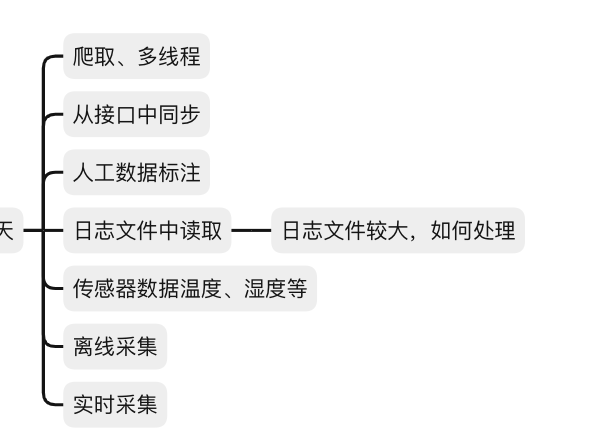 爬取、多线程
从接口中同步
人工数据标注
天
日志文件中读取
日志文件较大，如何处理
传感器数据温度、湿度等
离线采集
实时采集